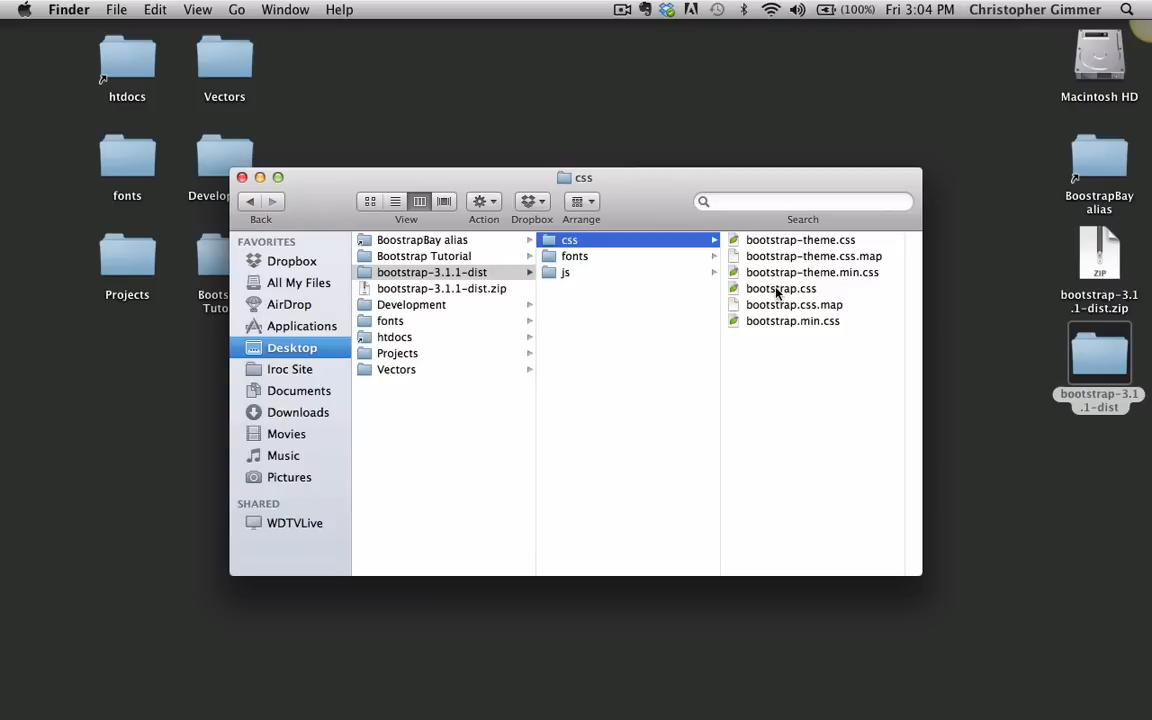 Finder File Edit View Go Window Help (100%) Fri 3:04 PM Christopher Gimmer
htdocs
Vectors
Macintosh HD
fonts
Develo
BoostrapBay
alias
Projects
Boots
Tuto
ZIP
bootstrap-3.1
.1-dist.zip
bootstrap-3.1
.1-dist
css
Back
View
Action
Dropbox
Arrange
Search
FAVORITES
Dropbox
All My Files
AirDrop
Applications
Desktop
Iroc Site
Documents
Downloads
Movies
Music
Pictures
SHARED
WDTVLive
BoostrapBay alias
Bootstrap Tutorial
bootstrap-3.1.1-dist
bootstrap-3.1.1-dist.zip
Development
fonts
htdocs
Projects
Vectors
css
fonts
js
bootstrap-theme.css
bootstrap-theme.css.map
bootstrap-theme.min.css
bootstrap.css
bootstrap.css.map
bootstrap.min.css